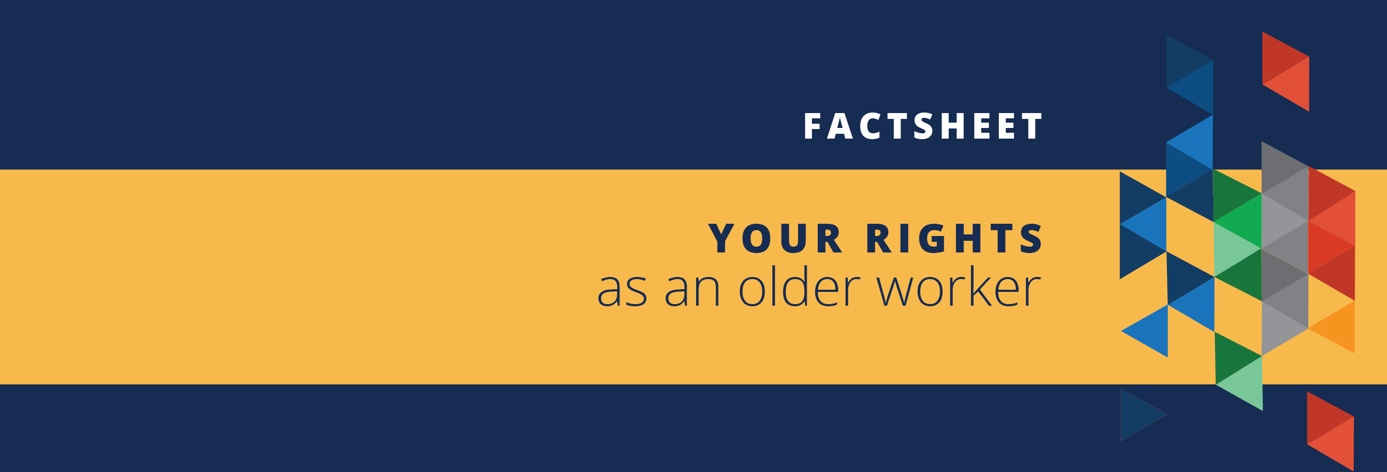 FACTSHEET
YOUR RIGHTS
as an older worker